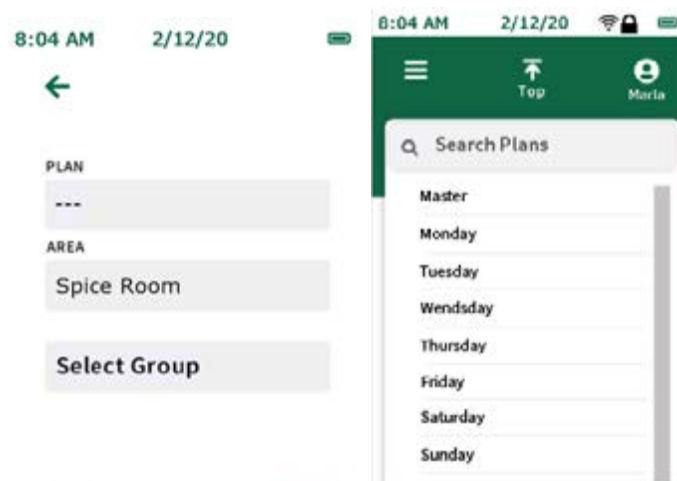 8:04 AM 2/12/20
PLAN
---
AREA
Spice Room
Select Group
8:04 AM 2/12/20
Top
Maria
Search Plans
Master
Monday
Tuesday
Wendsday
Thursday
Friday
Saturday
Sunday